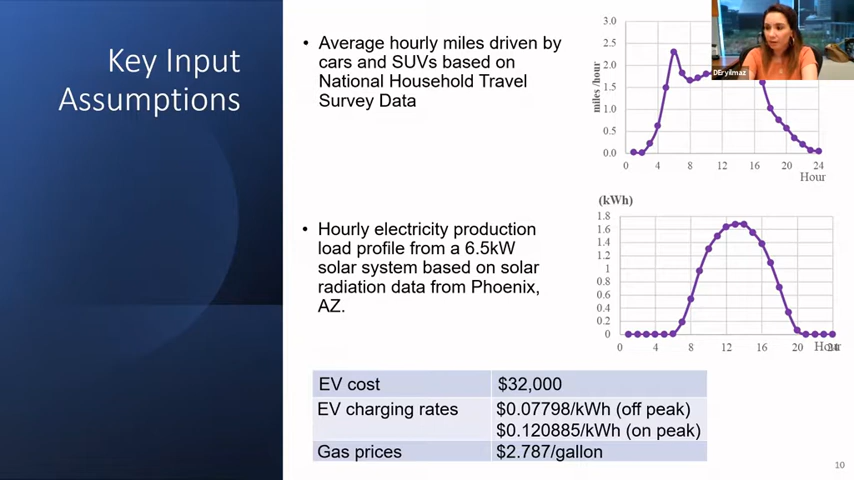 Key Input
Assumptions
• Average hourly miles driven by
cars and SUVs based on
National Household Travel
Survey Data
miles /hour
3.0
2.5
2.0
1.5
1.0
0.5
0.0
0 4 8 12 16 20 24
Hour
DEryilmaz
• Hourly electricity production
load profile from a 6.5kW
solar system based on solar
radiation data from Phoenix,
AZ.
(kWh)
1.8
1.6
1.4
1.2
1
0.8
0.6
0.4
0.2
0
0 4 8 12 16 20 24
Hour
EV cost $32,000
EV charging rates $0.07798/kWh (off peak)
$0.120885/kWh (on peak)
Gas prices $2.787/gallon
10